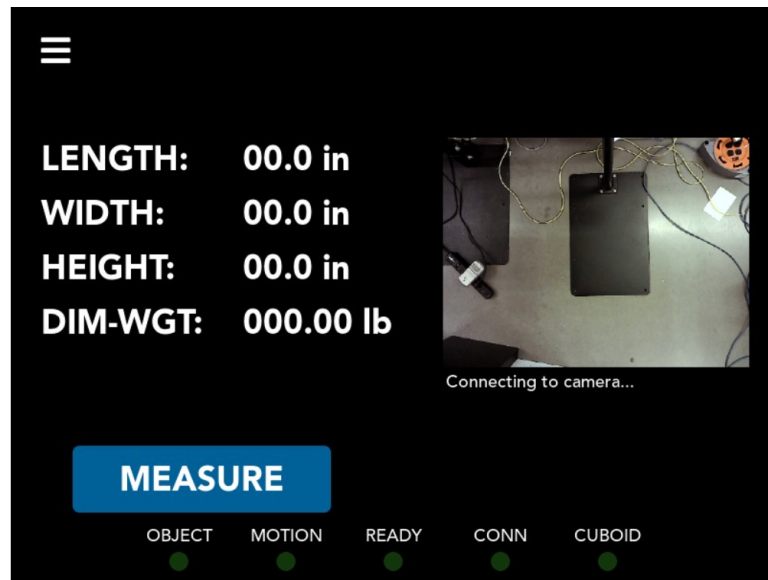 LENGTH: 00.0 in
WIDTH: 00.0 in
HEIGHT: 00.0 in
DIM-WGT: 000.00 lb
Connecting to camera...
MEASURE
OBJECT MOTION READY CONN CUBOID